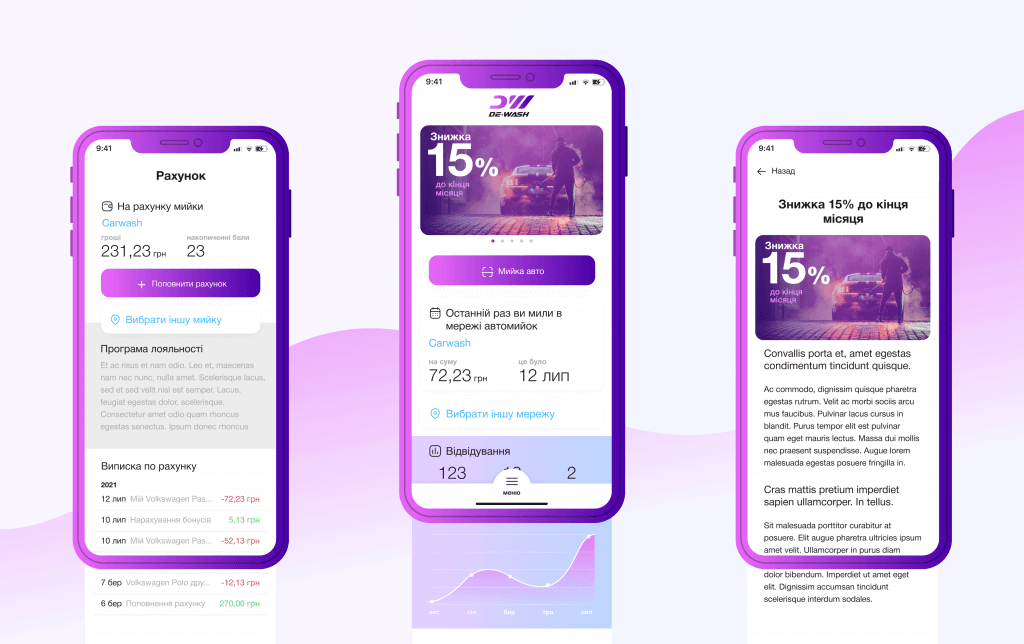 9:41
Рахунок
На рахунку мийки
Carwash
гроші
накопиченні бали
231,23 грн
23
+ Поповнити рахунок
Вибрати іншу мийку
Програма лояльності
Et ac risus et nam odio. Leo et, maecenas
nam nec nunc, nulla amet. Scelerisque lacus,
sed et sed velit nisl est semper. Lacus,
feugiat egestas dolor, scelerisque.
Consectetur amet odio quam rhoncus
egestas senectus. Ipsum donec rhoncus
Виписка по рахунку
2021
12 лип Мій Volkswagen Pas... -72,23 грн
10 лип Нарахування бонусів 5,13 грн
10 лип Мій Volkswagen Pas... -52,13 грн
7 бер Volkswagen Polo дру... -12,13 грн
6 бер Поповнення рахунку 270,00 грн
9:41
DW
DE-WASH
Знижка
15%
до кінця
місяця
Мийка авто
Останній раз ви мили в
мережі автомийок
Carwash
на суму
це було
72,23 грн
12 ЛИП
Вибрати іншу мережу
Відвідування
123
2
меню
січ
бер
тра
лип
9:41
Назад
Знижка 15% до кінця
місяця
Знижка
15%
до кінця
місяця
Convallis porta et, amet egestas
condimentum tincidunt quisque.
Ac commodo, dignissim quisque pharetra
egestas rutrum. Velit ac morbi sociis arcu
mus faucibus. Pulvinar lacus cursus in
blandit. Purus tempor elit est pulvinar
quam eget mauris lectus. Massa dui mollis
nec praesent suspendisse. Augue lorem
malesuada egestas posuere fringilla in.
Cras mattis pretium imperdiet
sapien ullamcorper. In tellus.
Sit malesuada porttitor curabitur at
posuere. Elit augue pharetra ultricies ipsum
amet velit. Ullamcorper in purus diam
dolor bibendum. Imperdiet ut amet eget
elit. Dignissim accumsan tincidunt
scelerisque interdum sodales.